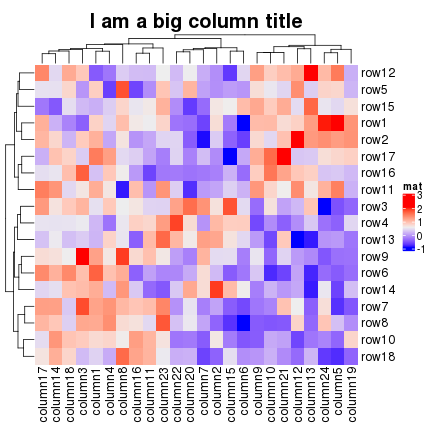 I am a big column title
row12
row5
row15
row1
row2
row17
row16
row11
row3
row4
row13
row9
row6
row14
row7
row8
row10
row18
mat
3
2
1
0
-1
column17
column14
column18
column3
column1
column4
column8
column16
column11
column23
column22
column20
column7
column2
column15
column6
column9
column10
column21
column12
column13
column24
column5
column19